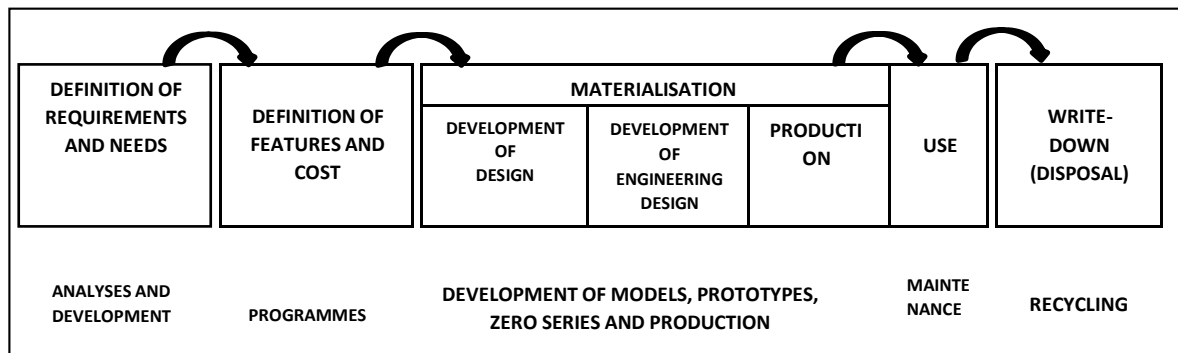 DEFINITION OF
REQUIREMENTS
AND NEEDS
DEFINITION OF
FEATURES AND
COST
MATERIALISATION
DEVELOPMENT
OF
DESIGN
DEVELOPMENT
OF
ENGINEERING
DESIGN
PRODUCTI
ON
USE
WRITE-
DOWN
(DISPOSAL)
ANALYSES AND
DEVELOPMENT
PROGRAMMES
DEVELOPMENT OF MODELS, PROTOTYPES,
ZERO SERIES AND PRODUCTION
MAINTE
NANCE
RECYCLING